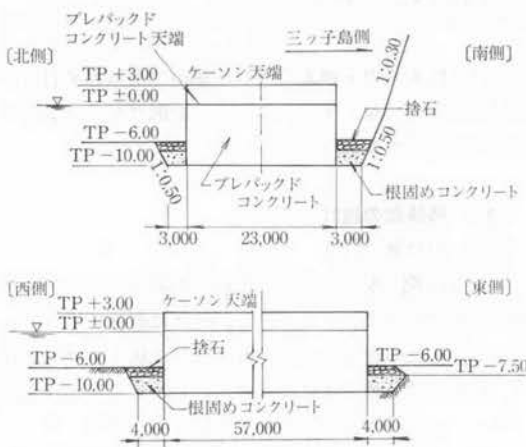 プレパックド
コンクリート天端
三ッ子島側
[北側]
[南側]
TP +3.00
ケーソン天端
TP ±0.00
1:0.30
捨石
TP −6.00
TP −10.00
1:0.50
1:0.50
プレパックド
コンクリート
根固めコンクリート
3,000
23,000
3,000
[西側]
[東側]
TP +3.00
ケーソン天端
TP ±0.00
捨石
TP −6.00
TP −6.00
TP −7.50
TP −10.00
根固めコンクリート
4,000
57,000
4,000